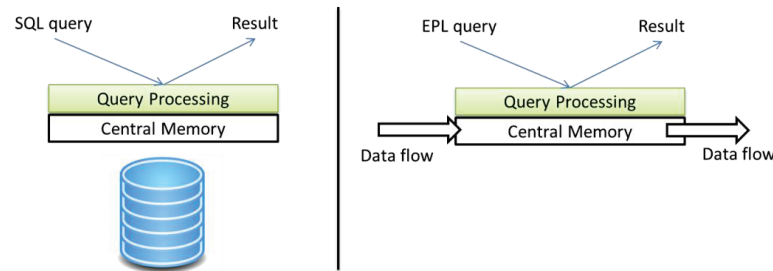 SQL query
Result
Query Processing
Central Memory
EPL query
Result
Query Processing
Central Memory
Data flow
Data flow